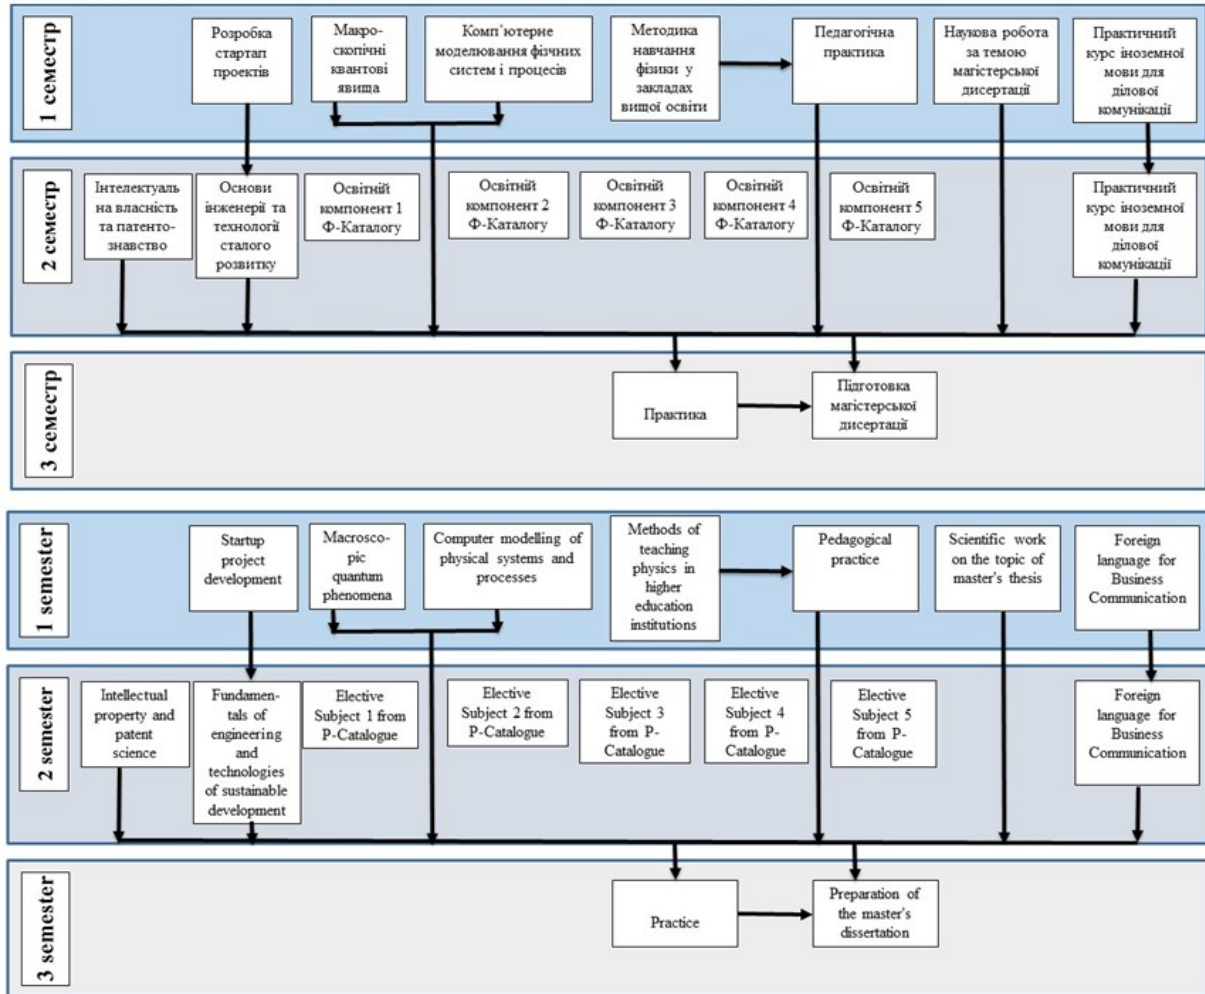 1 семестр
Розробка
стартап
проектів
Макро-
скопічні
квантові
явища
Комп’ютерне
моделювання фізчних
систем і процесів
Методика
навчання
фізики у
закладах
вищої освіти
Педагогічна
практика
Наукова робота
за темою
магістерської
дисертації
Практичний
курс іноземної
мови для
ділової
комунікації
2 семестр
Інтелектуаль
на власність
та патенто-
знавство
Основи
інженерії та
технології
сталого
розвитку
Освітній
компонент 1
Ф-Каталогу
Освітній
компонент 2
Ф-Каталогу
Освітній
компонент 3
Ф-Каталогу
Освітній
компонент 4
Ф-Каталогу
Освітній
компонент 5
Ф-Каталогу
Практичний
курс іноземної
мови для
ділової
комунікації
3 семестр
Практика
Підготовка
магістерської
дисертації
1 semester
Startup
project
development
Macrosco-
pic
quantum
phenomena
Computer modelling of
physical systems and
processes
Methods of
teaching
physics in
higher
education
institutions
Pedagogical
practice
Scientific work
on the topic of
master's thesis
Foreign
language for
Business
Communication
2 semester
Intellectual
property and
patent
science
Fundamen-
tals of
engineering
and
technologies
of sustainable
development
Elective
Subject 1 from
P-Catalogue
Elective
Subject 2 from
P-Catalogue
Elective
Subject 3
from P-
Catalogue
Elective
Subject 4
from P-
Catalogue
Elective
Subject 5
from P-
Catalogue
Foreign
language for
Business
Communication
3 semester
Practice
Preparation of
the master's
dissertation